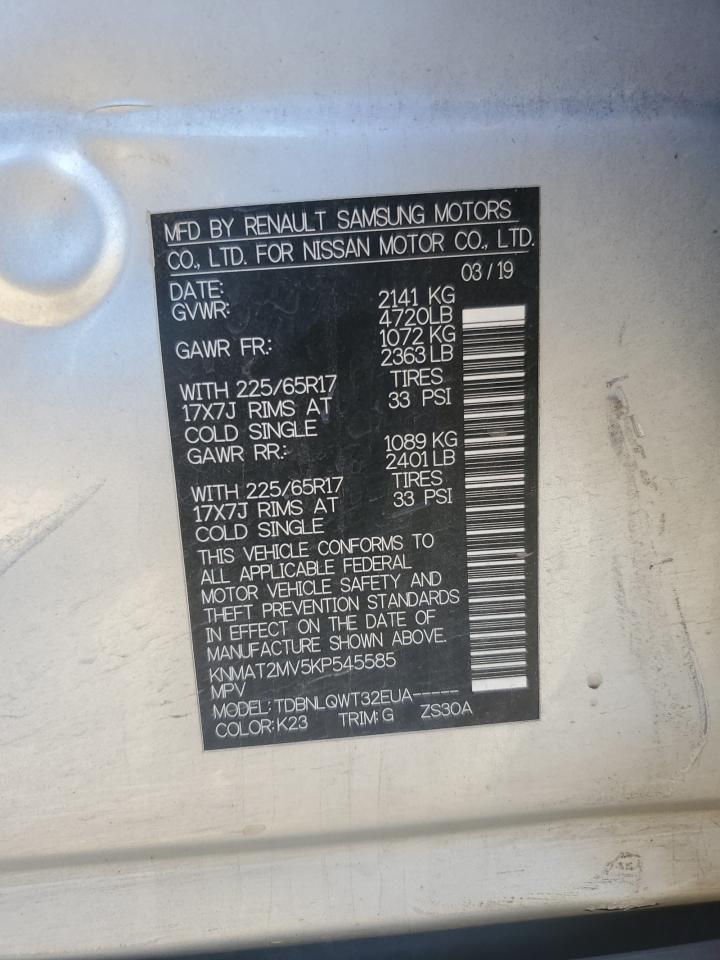 MFD BY RENAULT SAMSUNG MOTORS
CO., LTD. FOR NISSAN MOTOR CO., LTD.
DATE: 03/19
GVWR: 2141 KG
4720LB
GAWR FR.: 1072 KG
2363 LB
WITH 225/65R17 TIRES
17X7J RIMS AT 33 PSI
COLD SINGLE
GAWR RR.: 1089 KG
2401 LB
WITH 225/65R17 TIRES
17X7J RIMS AT 33 PSI
COLD SINGLE
THIS VEHICLE CONFORMS TO
ALL APPLICABLE FEDERAL
MOTOR VEHICLE SAFETY AND
THEFT PREVENTION STANDARDS
IN EFFECT ON THE DATE OF
MANUFACTURE SHOWN ABOVE.
KNMAT2MV5KP545585
MPV
MODEL: TDBNLQWT32EUA-----
COLOR: K23 TRIM: G ZS30A